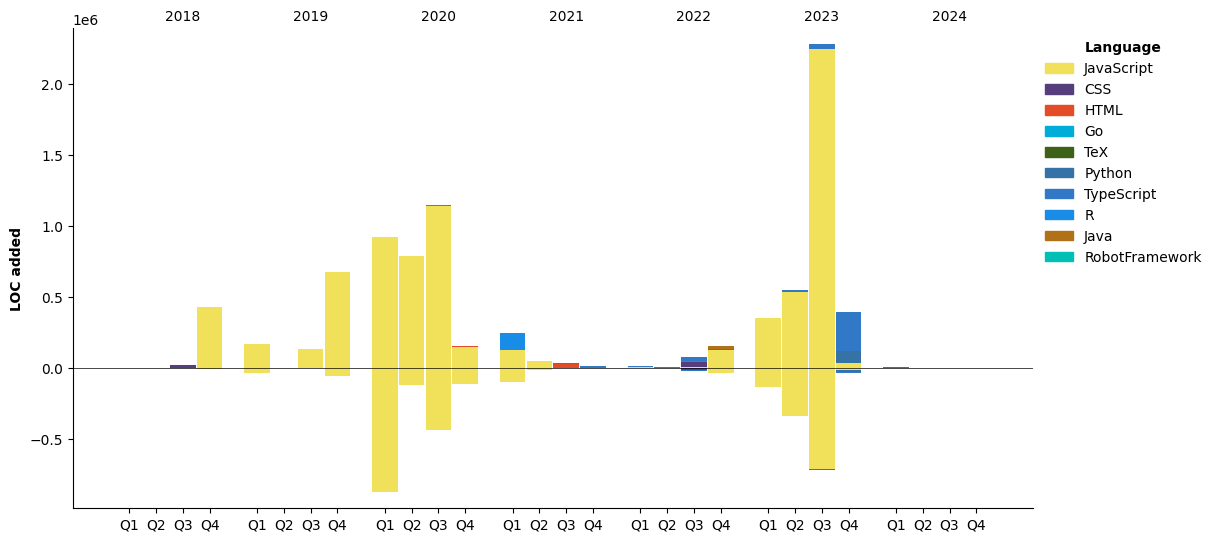 1e6
2018 2019 2020 2021 2022 2023 2024
LOC added
2.0
1.5
1.0
0.5
0.0
−0.5
Q1 Q2 Q3 Q4 Q1 Q2 Q3 Q4 Q1 Q2 Q3 Q4 Q1 Q2 Q3 Q4 Q1 Q2 Q3 Q4 Q1 Q2 Q3 Q4 Q1 Q2 Q3 Q4
Language
JavaScript
CSS
HTML
Go
TeX
Python
TypeScript
R
Java
RobotFramework